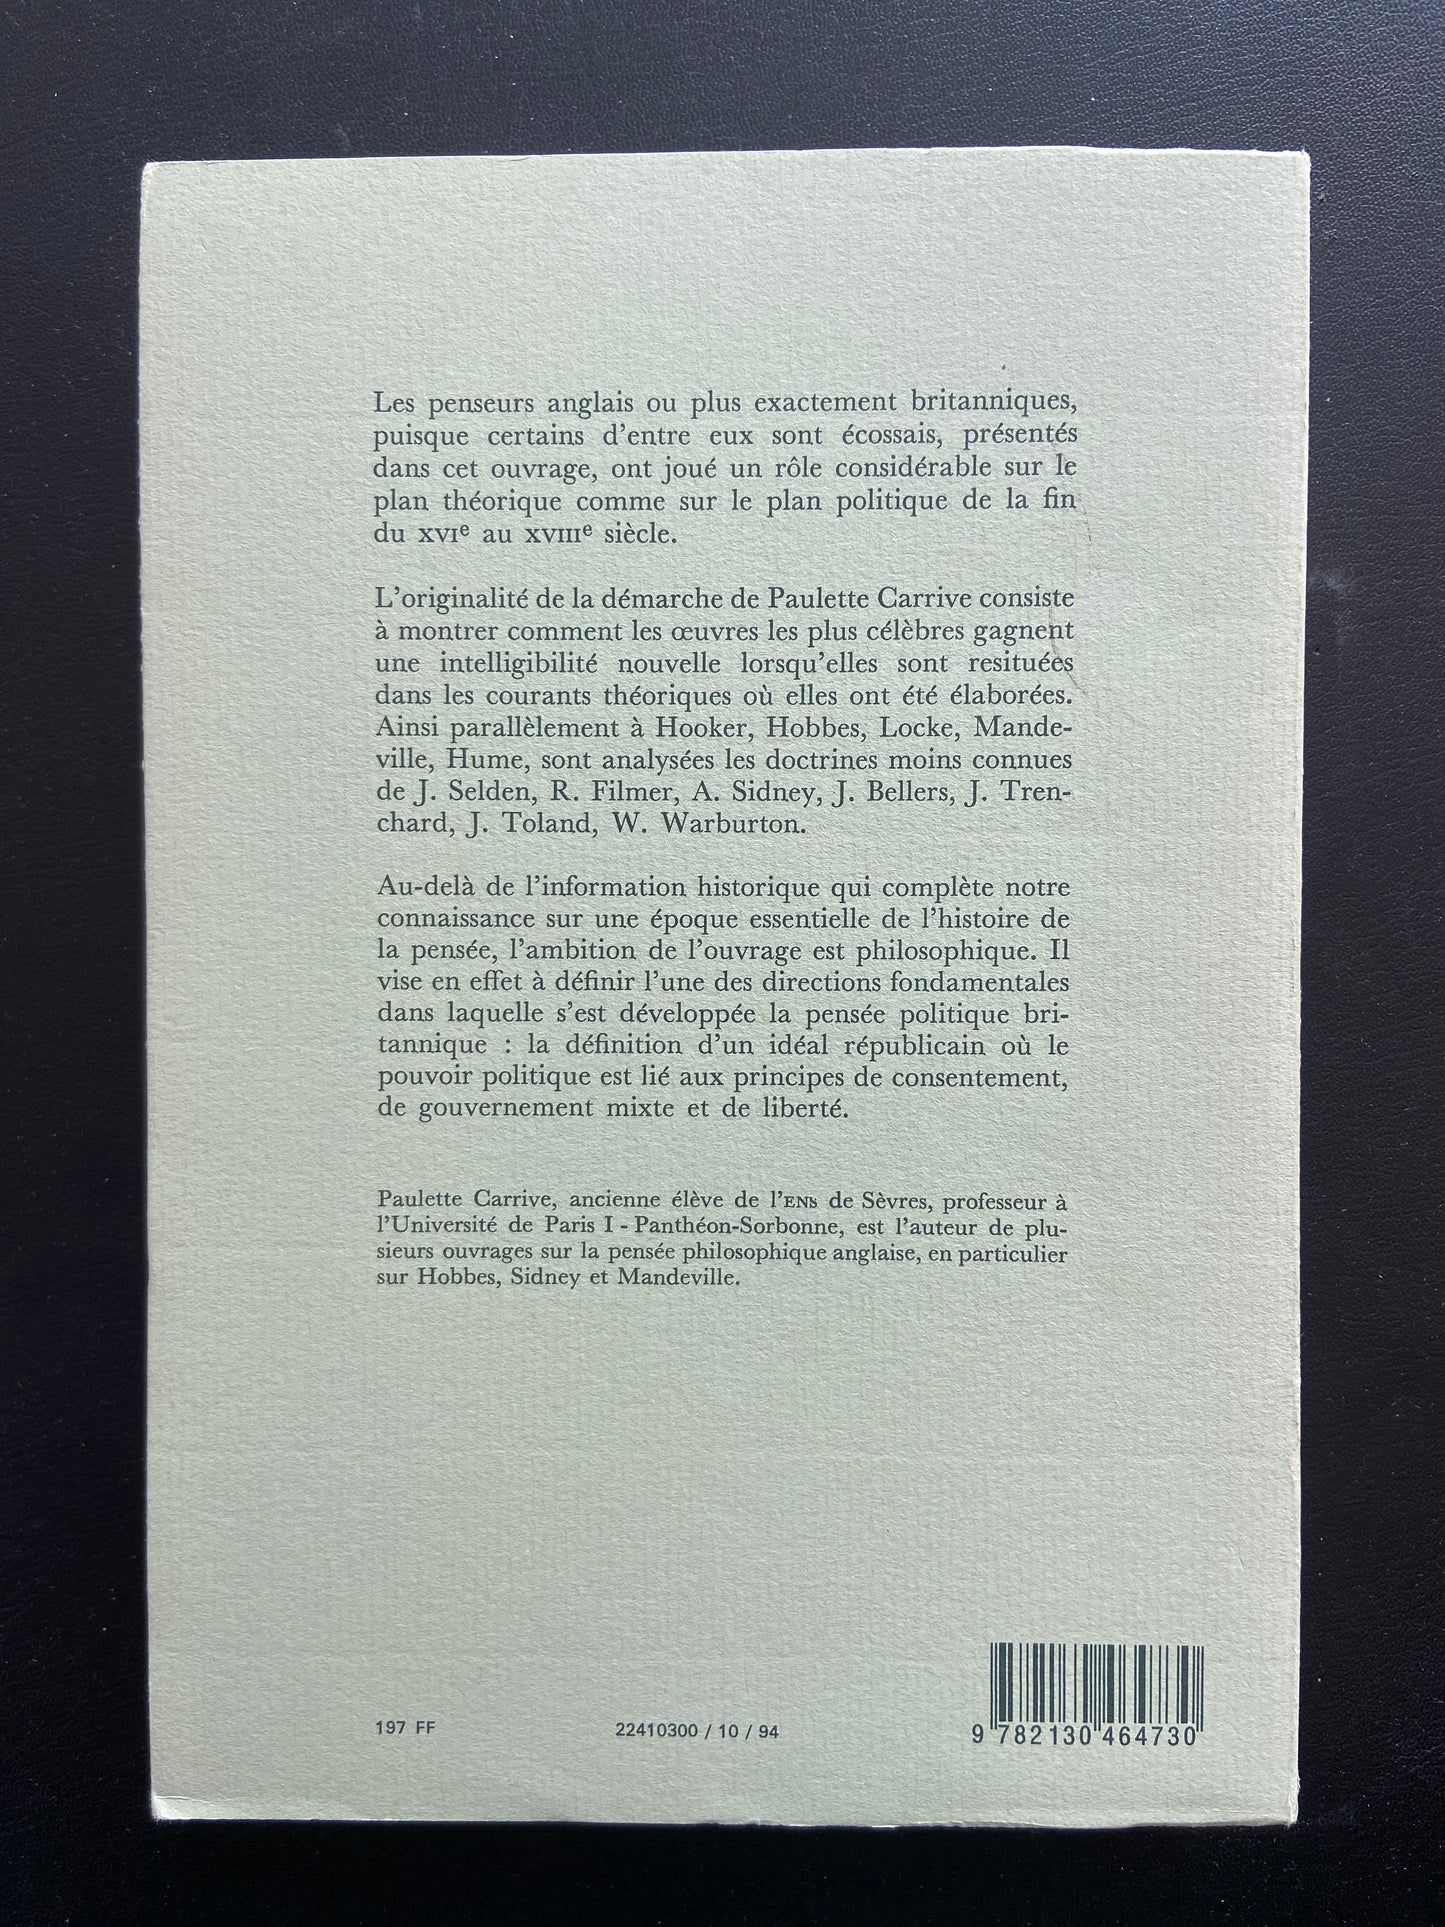 Les penseurs anglais ou plus exactement britanniques,
puisque certains d'entre eux sont écossais, présentés
dans cet ouvrage, ont joué un rôle considérable sur le
plan théorique comme sur le plan politique de la fin
du XVIe au XVIIIe siècle.
L'originalité de la démarche de Paulette Carrive consiste
à montrer comment les œuvres les plus célèbres gagnent
une intelligibilité nouvelle lorsqu'elles sont resituées
dans les courants théoriques où elles ont été élaborées.
Ainsi parallèlement à Hooker, Hobbes, Locke, Mande-
ville, Hume, sont analysées les doctrines moins connues
de J. Selden, R. Filmer, A. Sidney, J. Bellers, J. Tren-
chard, J. Toland, W. Warburton.
Au-delà de l'information historique qui complète notre
connaissance sur une époque essentielle de l'histoire de
la pensée, l'ambition de l'ouvrage est philosophique. Il
vise en effet à définir l'une des directions fondamentales
dans laquelle s'est développée la pensée politique bri-
tannique : la définition d'un idéal républicain où le
pouvoir politique est lié aux principes de consentement,
de gouvernement mixte et de liberté.
Paulette Carrive, ancienne élève de l'ENS de Sèvres, professeur à
l'Université de Paris I - Panthéon-Sorbonne, est l'auteur de plu-
sieurs ouvrages sur la pensée philosophique anglaise, en particulier
sur Hobbes, Sidney et Mandeville.
197 FF
22410300 / 10 / 94
9 782130 464730